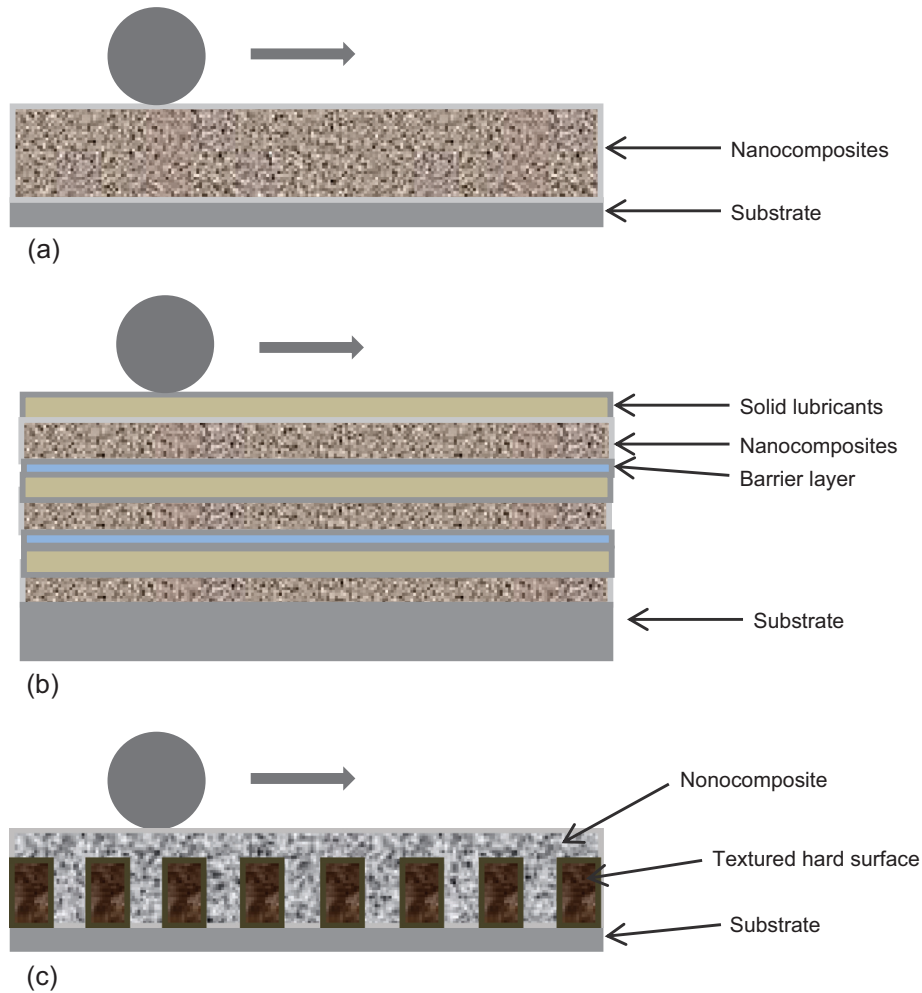 Nanocomposites
Substrate
(a)
Solid lubricants
Nanocomposites
Barrier layer
Substrate
(b)
Nonocomposite
Textured hard surface
Substrate
(c)